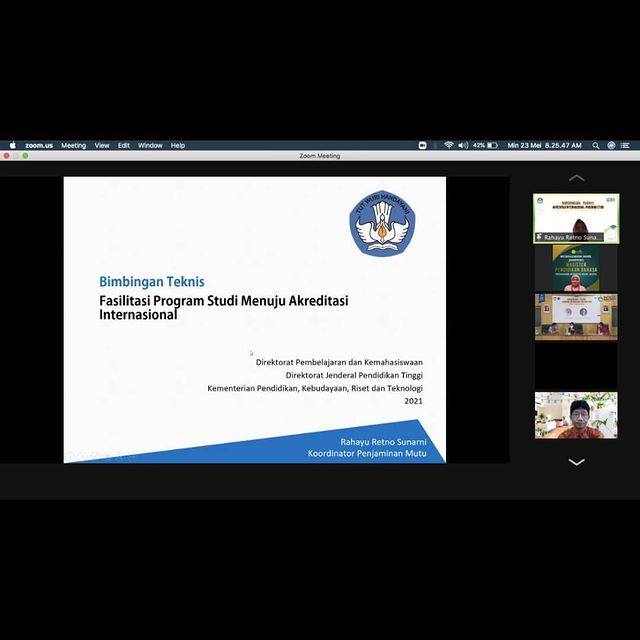 zoom.us Meeting View Edit Window Help 42% Min 23 Mei 8.25.47 AM
Zoom Meeting
TUT WURI HANDAYANI
Bimbingan Teknis
Fasilitasi Program Studi Menuju Akreditasi
Internasional
Direktorat Pembelajaran dan Kemahasiswaan
Direktorat Jenderal Pendidikan Tinggi
Kementerian Pendidikan, Kebudayaan, Riset dan Teknologi
2021
Rahayu Retno Sunarni
Koordinator Penjaminan Mutu
BIMBINGAN TEKNIS
Rahayu Retno Suna...
MAGISTER
PENDIDIKAN BAHASA